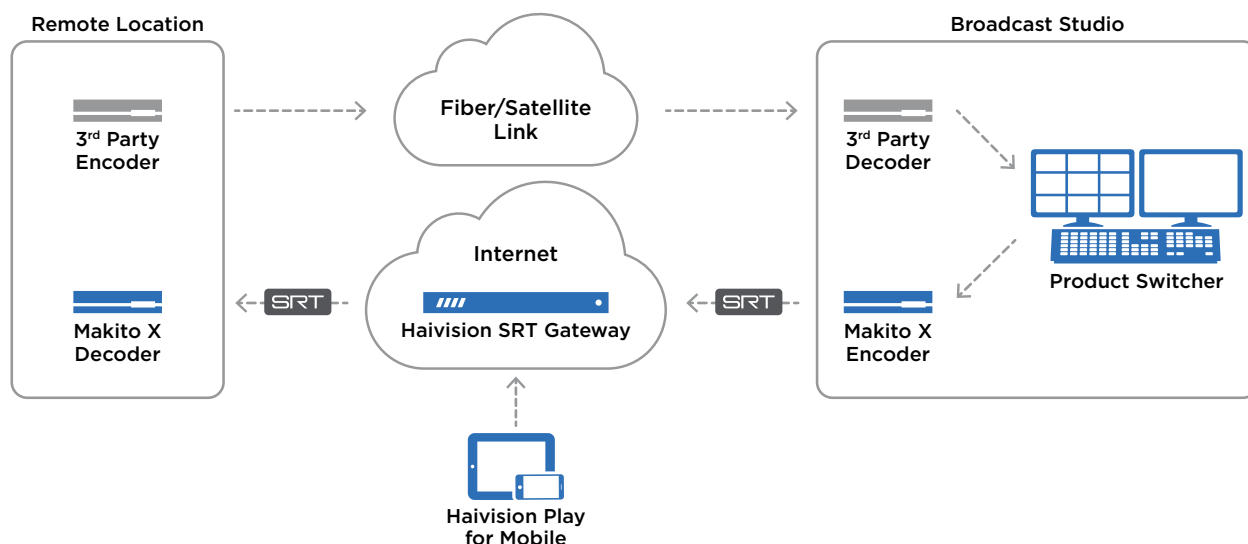 Remote Location
Broadcast Studio
Fiber/Satellite
Link
3rd Party
Encoder
3rd Party
Decoder
Internet
Product Switcher
SRT
SRT
Haivision SRT Gateway
Makito X
Decoder
Makito X
Encoder
Haivision Play
for Mobile